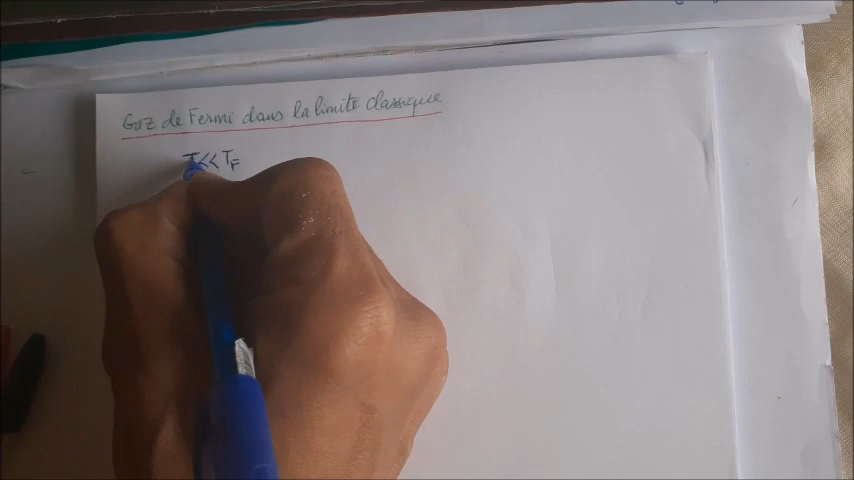 Gaz de Fermi dans la limite classique
T << T_F